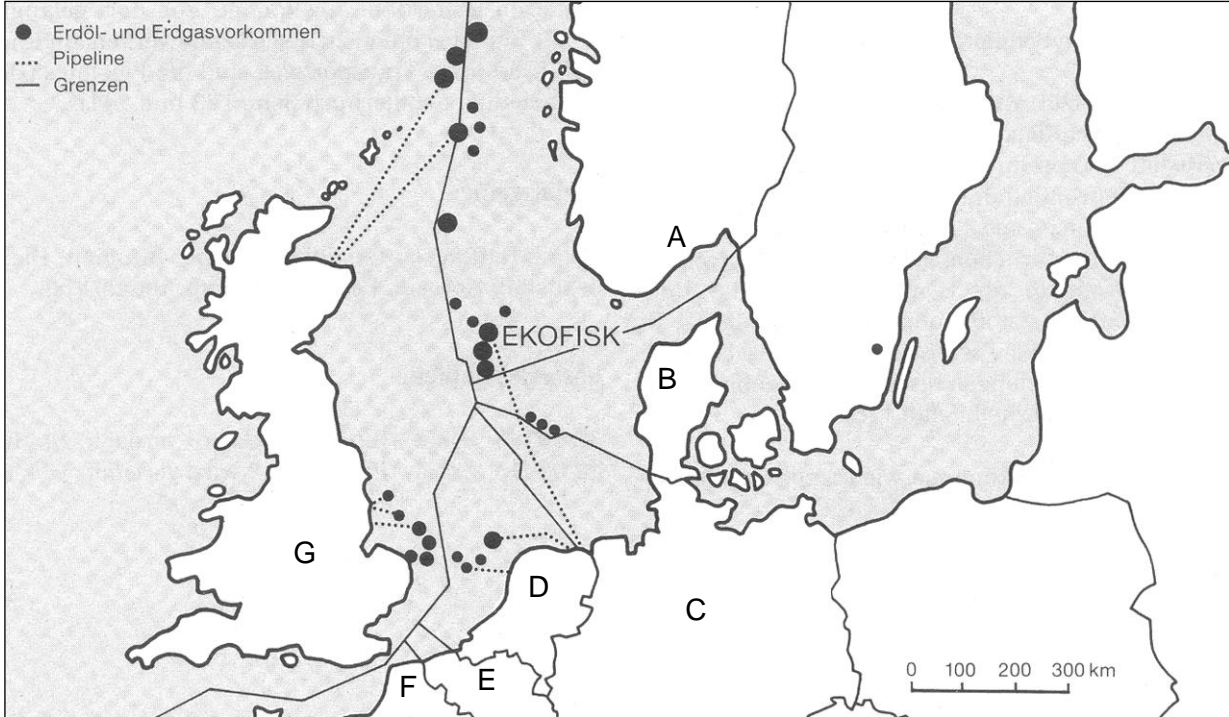 Erdöl- und Erdgasvorkommen
Pipeline
Grenzen
A
EKOFISK
B
G
D
C
F
E
0 100 200 300 km